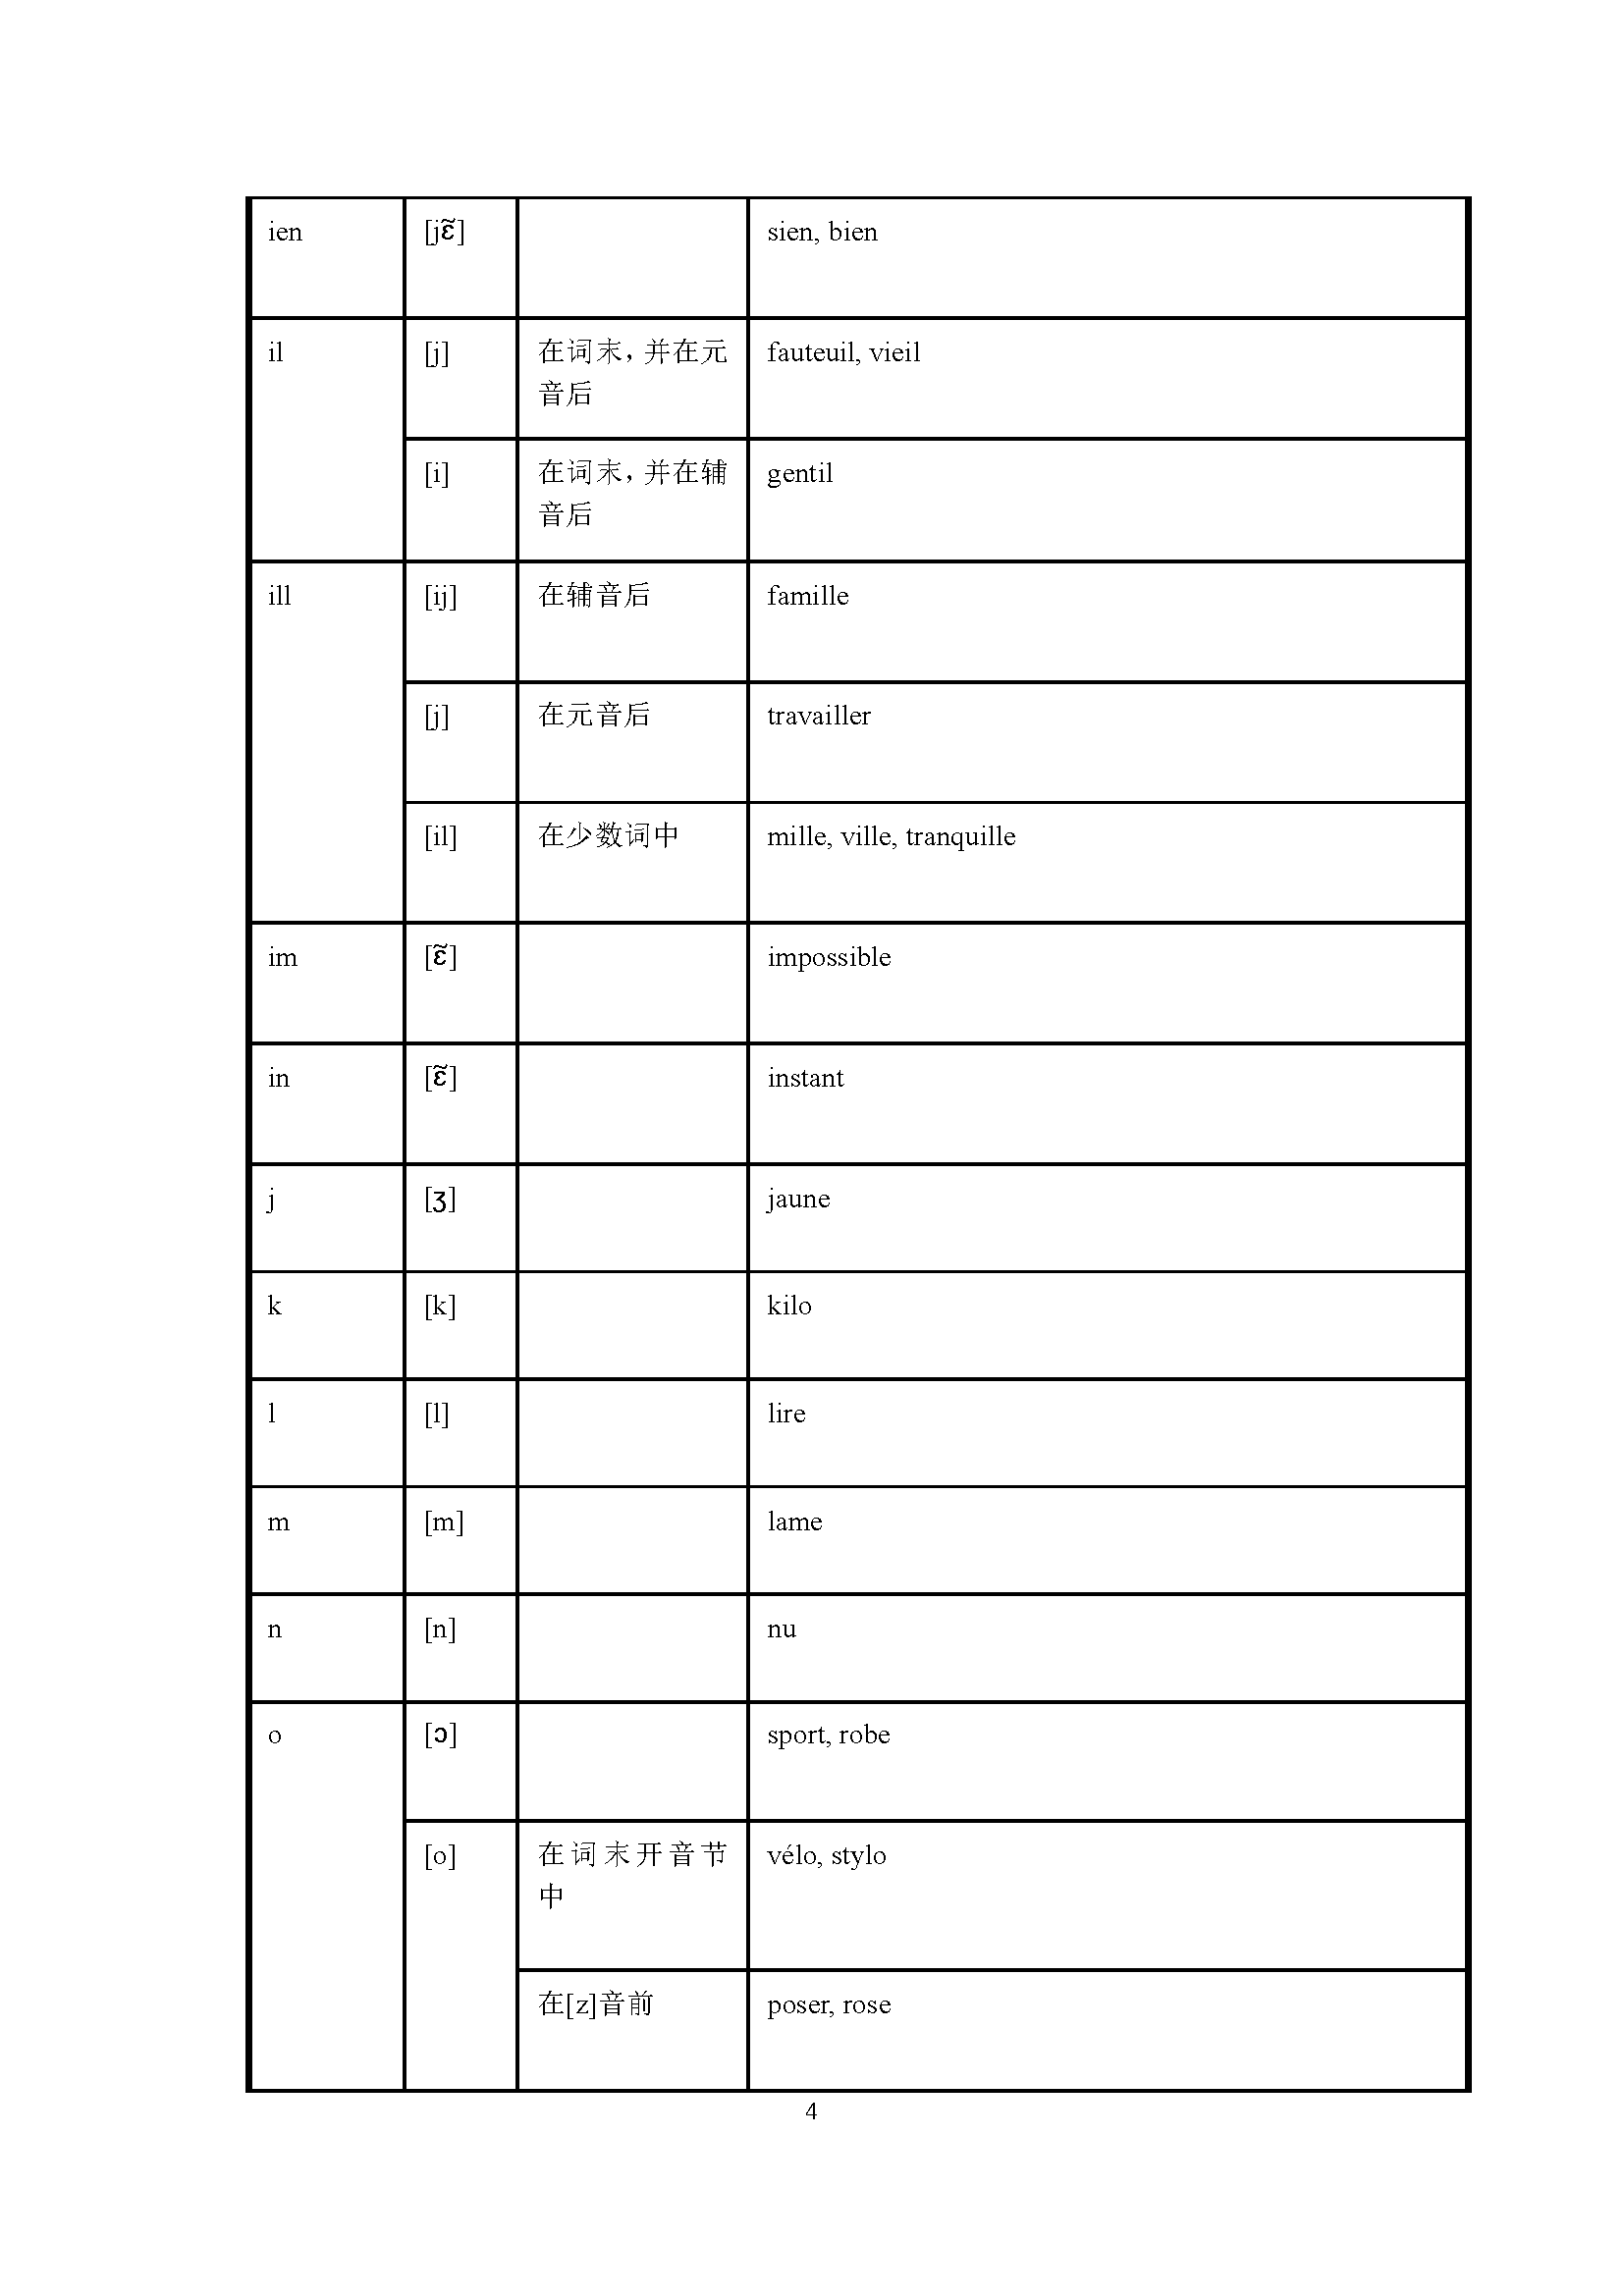 ien [jɛ̃] sien, bien
il [j] 在词末，并在元 fauteuil, vieil
音后
[i] 在词末，并在辅 gentil
音后
ill [ij] 在辅音后 famille
[j] 在元音后 travailler
[il] 在少数词中 mille, ville, tranquille
im [ɛ̃] impossible
in [ɛ̃] instant
j [ʒ] jaune
k [k] kilo
l [l] lire
m [m] lame
n [n] nu
o [ɔ] sport, robe
[o] 在词末开音节 vélo, stylo
中
在[z]音前 poser, rose
4